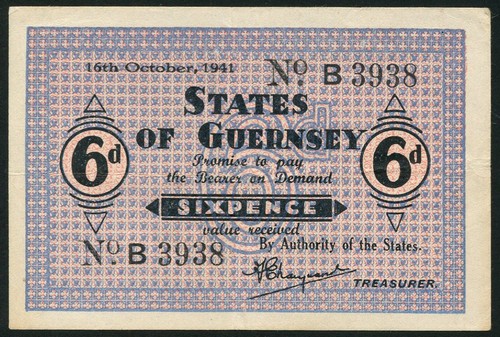 16th October, 1941
No B 3938
STATES
OF GUERNSEY
6d
6d
Promise to pay
the Bearer on Demand
SIXPENCE
value received
No B 3938
By Authority of the States.
TREASURER.